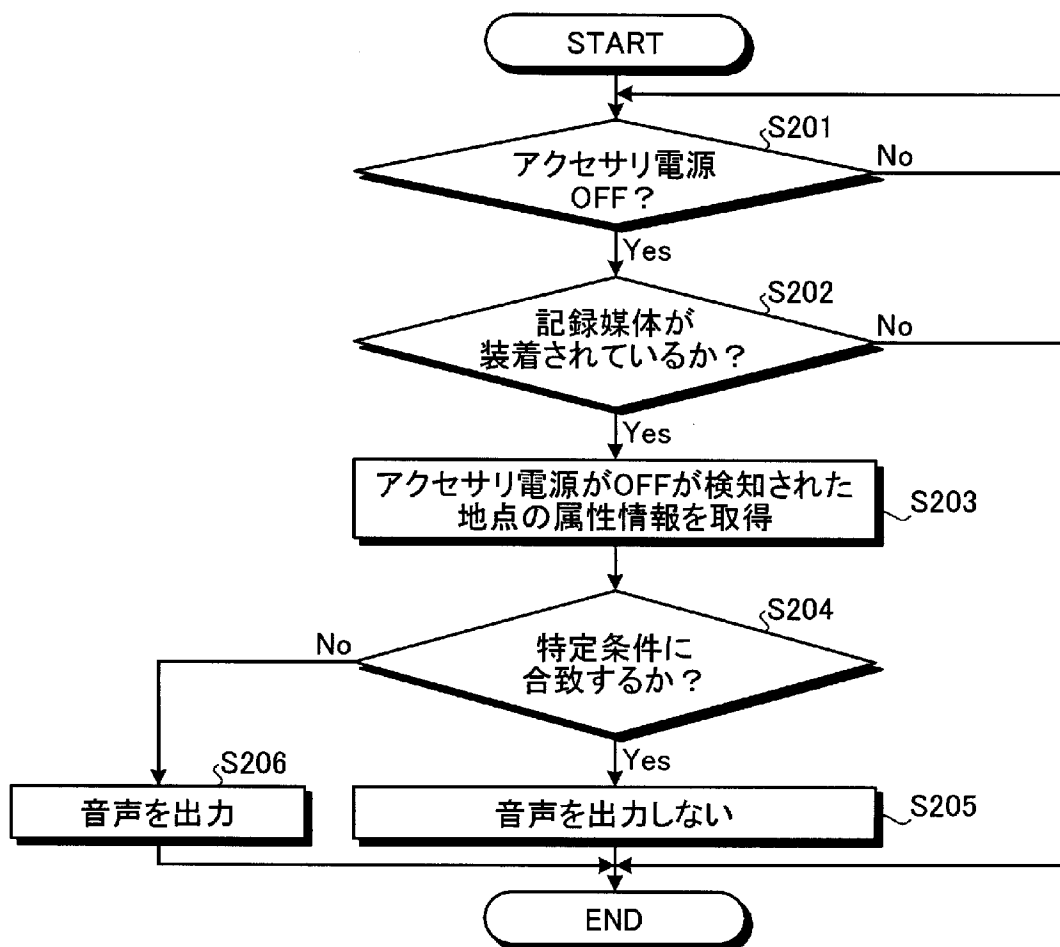 START
S201
アクセサリ電源
OFF？
No
Yes
S202
記録媒体が
装着されているか？
No
Yes
アクセサリ電源がOFFが検知された
地点の属性情報を取得
S203
S204
特定条件に
合致するか？
No
Yes
S206
音声を出力
音声を出力しない
S205
END